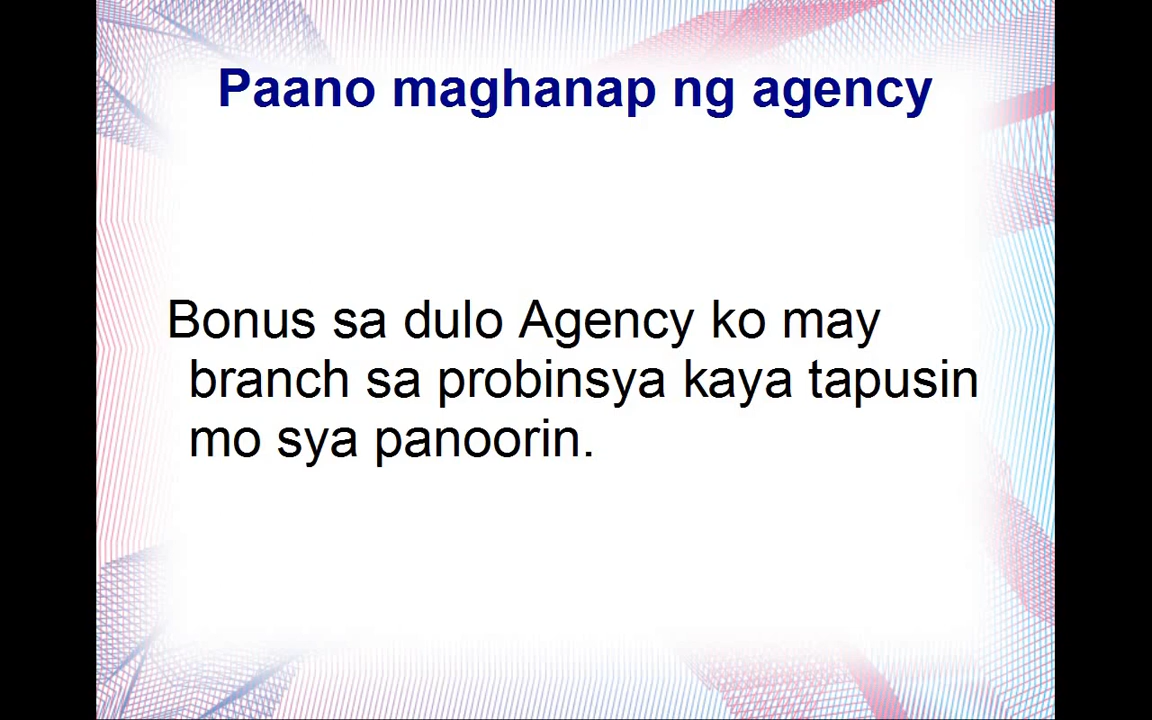 Paano maghanap ng agency
Bonus sa dulo Agency ko may
branch sa probinsya kaya tapusin
mo sya panoorin.